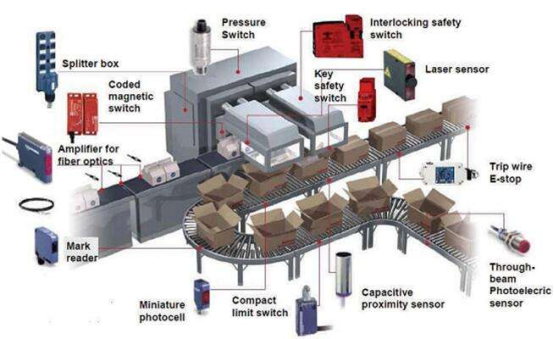 Pressure
Switch
Interlocking safety
switch
Splitter box
Laser sensor
Coded
magnetic
switch
Key
safety
switch
Amplifier for
fiber optics
Trip wire
E-stop
Mark
reader
Miniature
photocell
Compact
limit switch
Capacitive
proximity sensor
Through-
beam
Photoelecric
sensor